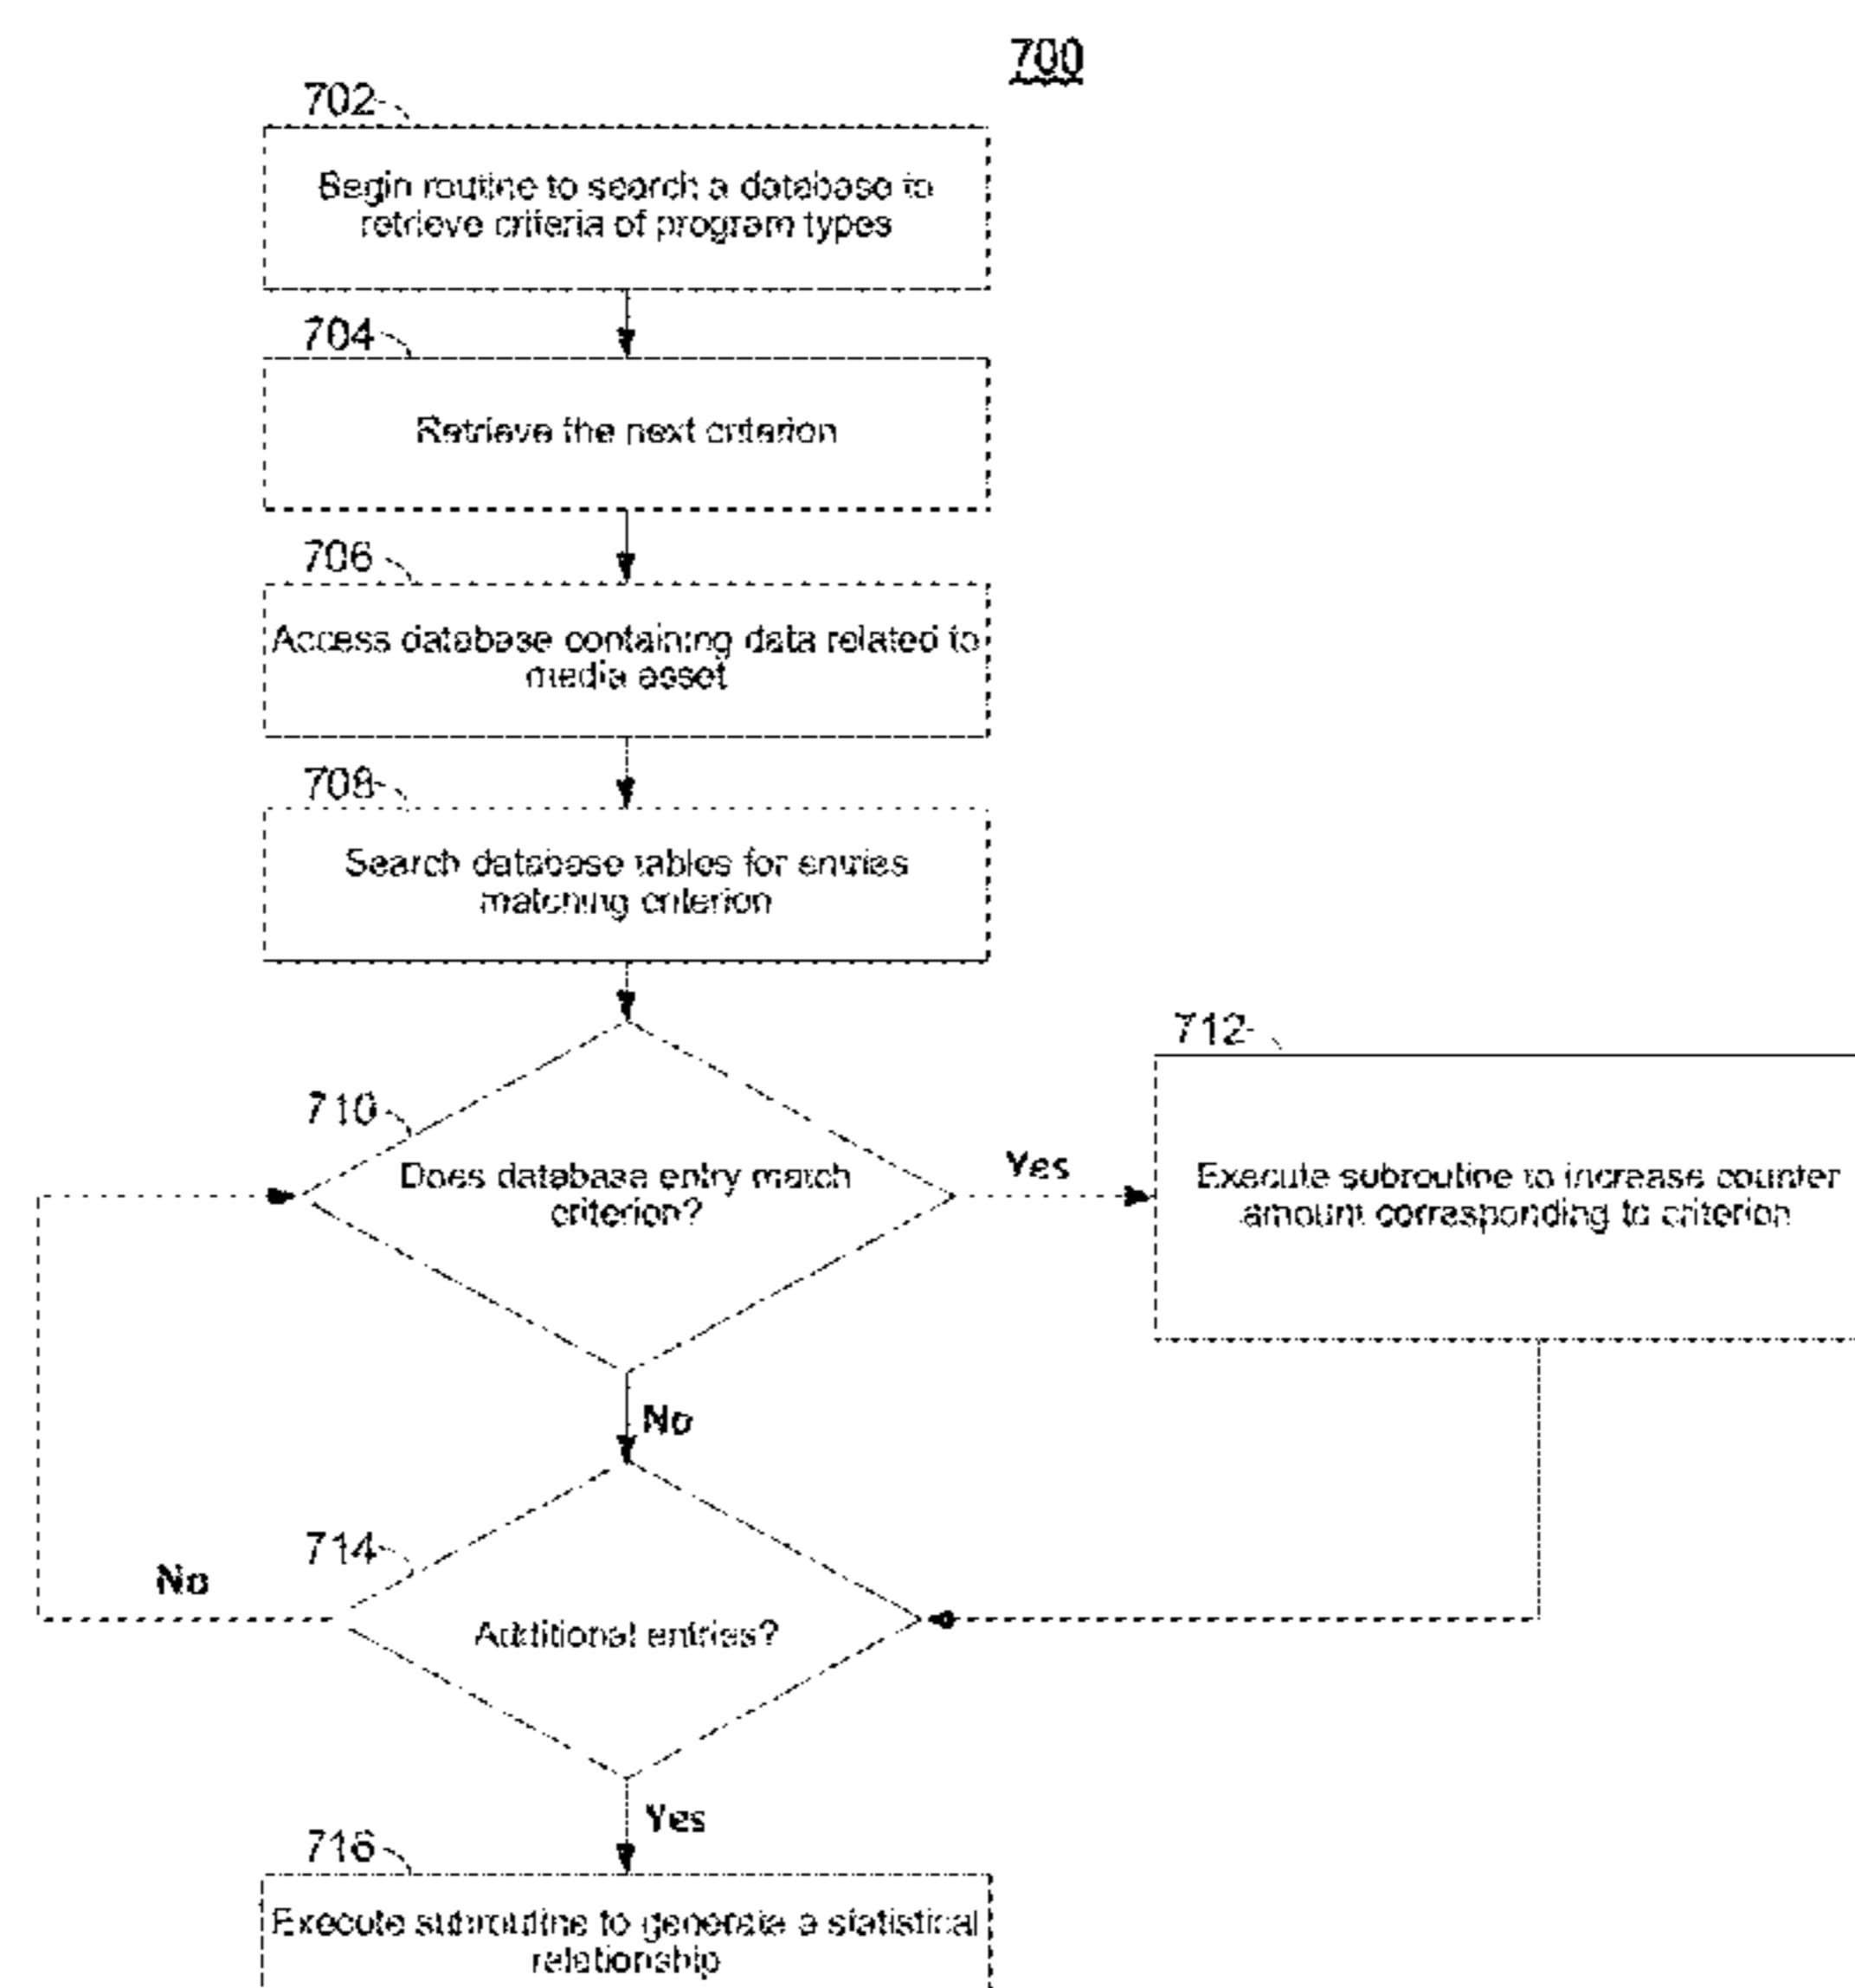 700
702
Begin routine to search a database to
retrieve criteria of program types
704
Retrieve the next criterion
706
Access database containing data related to
media asset
708
Search database tables for entries
matching criterion
710
Does database entry match
criterion?
Yes
712
Execute subroutine to increase counter
amount corresponding to criterion
No
714
Additional entries?
No
Yes
716
Execute subroutine to generate a statistical
relationship